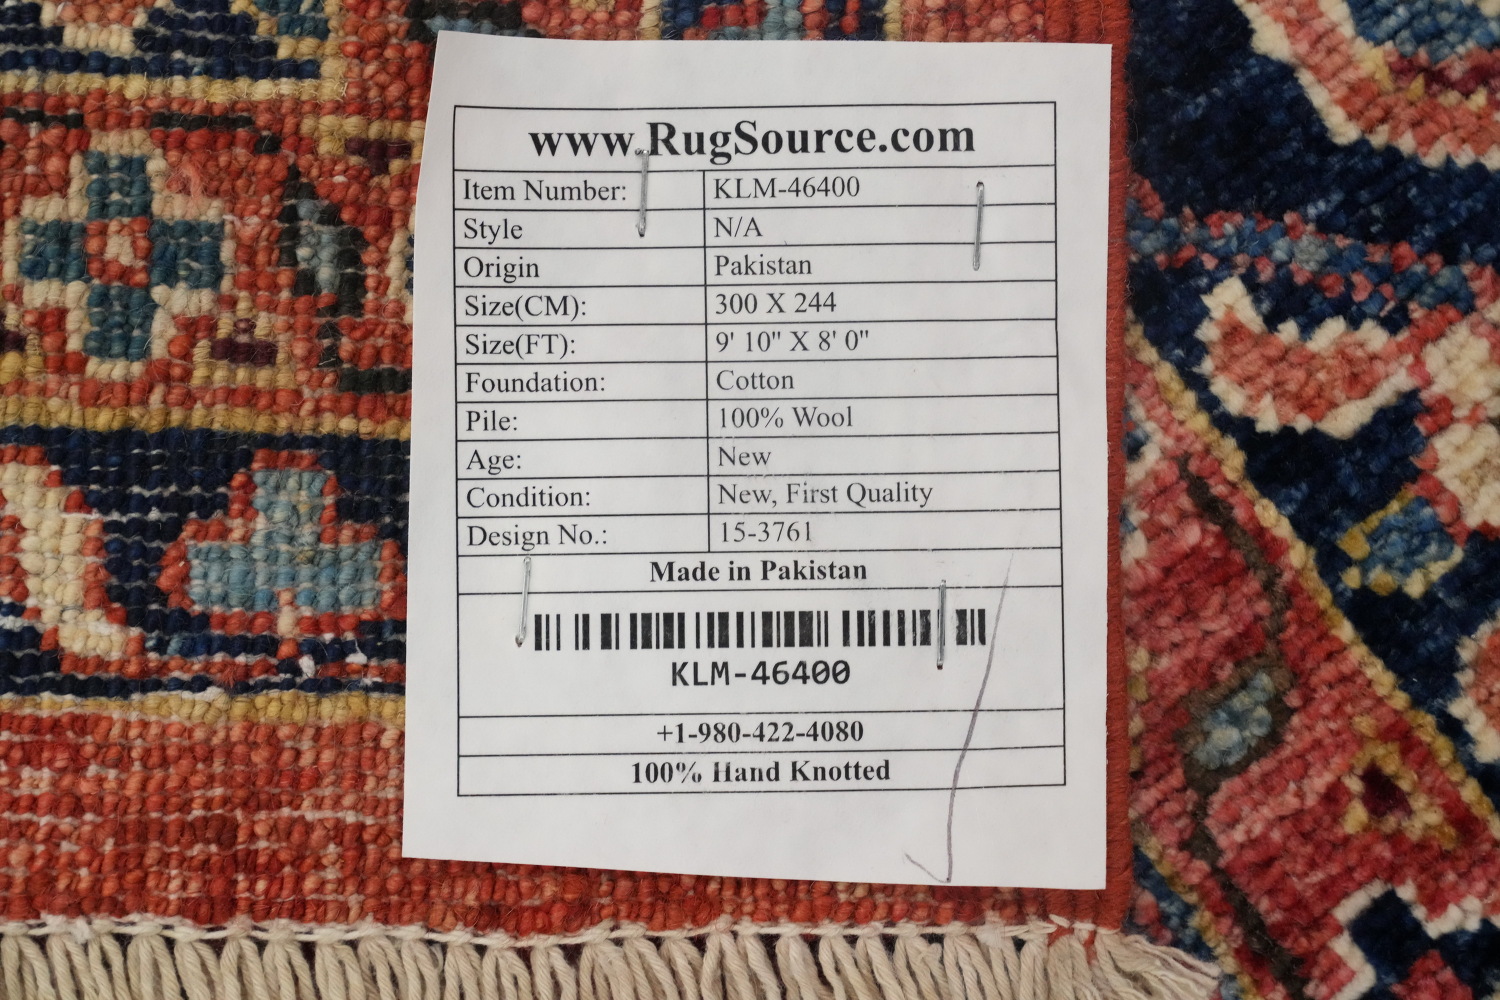 www.RugSource.com
Item Number: KLM-46400
Style N/A
Origin Pakistan
Size(CM): 300 X 244
Size(FT): 9' 10" X 8' 0"
Foundation: Cotton
Pile: 100% Wool
Age: New
Condition: New, First Quality
Design No.: 15-3761
Made in Pakistan
KLM-46400
+1-980-422-4080
100% Hand Knotted